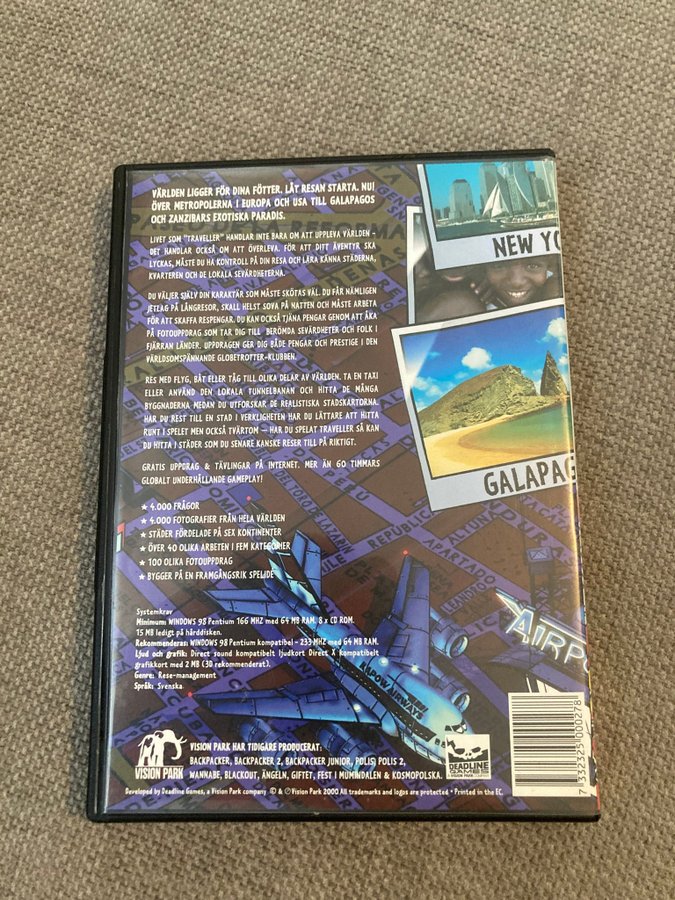 VÄRLDEN LIGGER FÖR DINA FÖTTER. LÅT RESAN STARTA. NU!
ÖVER METROPOLERNA I EUROPA OCH USA TILL GALAPAGOS
OCH ZANZIBARS EXOTISKA PARADIS.
LIVET SOM "TRAVELLER" HANDLAR INTE BARA OM ATT UPPLEVA VÄRLDEN -
DET HANDLAR OCKSÅ OM ATT ÖVERLEVA. FÖR ATT DITT ÄVENTYR SKA
LYCKAS, MÅSTE DU HA KONTROLL PÅ DIN RESA OCH LÄRA KÄNNA STÄDERNA,
KVARTEREN OCH DE LOKALA SEVÄRDHETERNA.
DU VÄLJER SJÄLV DIN KARAKTÄR SOM MÅSTE SKÖTAS VÄL. DU FÅR NÄMLIGEN
JETLAG PÅ LÅNGRESOR, SKALL HELST SOVA PÅ NATTEN OCH MÅSTE ARBETA
FÖR ATT SKAFFA RESPENGAR. DU KAN OCKSÅ TJÄNA PENGAR GENOM ATT ÅKA
PÅ FOTOUPPDRAG SOM TAR DIG TILL BERÖMDA SEVÄRDHETER OCH FOLK I
FJÄRRAN LÄNDER. UPPDRAGEN GER DIG BÅDE PENGAR OCH PRESTIGE I DEN
VÄRLDSOMSPÄNNANDE GLOBETROTTER-KLUBBEN.
RES MED FLYG, BÅT ELLER TÅG TILL OLIKA DELAR AV VÄRLDEN. TA EN TAXI
ELLER ANVÄND DEN LOKALA TUNNELBANAN OCH HITTA DE MÅNGA
BYGGNADERNA MEDAN DU UTFORSKAR DE REALISTISKA STADSKARTORNA.
HAR DU REST TILL EN STAD I VERKLIGHETEN HAR DU LÄTTARE ATT HITTA
RUNT I SPELET MEN OCKSÅ TVÄRTOM – HAR DU SPELAT TRAVELLER SÅ KAN
DU HITTA I STÄDER SOM DU SENARE KANSKE RESER TILL PÅ RIKTIGT.
GRATIS UPPDRAG & TÄVLINGAR PÅ INTERNET. MER ÄN 60 TIMMARS
GLOBALT UNDERHÅLLANDE GAMEPLAY!
★ 4.000 FRÅGOR
★ 4.000 FOTOGRAFIER FRÅN HELA VÄRLDEN
★ STÄDER FÖRDELADE PÅ SEX KONTINENTER
★ ÖVER 40 OLIKA ARBETEN I FEM KATEGORIER
★ 100 OLIKA FOTOUPPDRAG
★ BYGGER PÅ EN FRAMGÅNGSRIK SPELIDE
NEW YO
GALAPAG
AIRPO
KAPOW AIRWAYS
Systemkrav
Minimum: WINDOWS 98 Pentium 166 MHZ med 64 MB RAM. 8 x CD ROM.
15 MB ledigt på hårddisken.
Rekommenderas: WINDOWS 98 Pentium kompatibel - 233 MHZ med 64 MB RAM.
Ljud och grafik: Direct sound kompatibelt ljudkort Direct X kompatibelt
grafikkort med 2 MB (3D rekommenderat).
Genre: Rese-management
Språk: Svenska
VISION PARK
VISION PARK HAR TIDIGARE PRODUCERAT:
BACKPACKER, BACKPACKER 2, BACKPACKER JUNIOR, POLIS, POLIS 2,
WANNABE, BLACKOUT, ÄNGELN, GIFTET, FEST I MUMINDALEN & KOSMOPOLSKA.
DEADLINE
GAMES
A VISION PARK COMPANY
7 332325 000278
Developed by Deadline Games, a Vision Park company © & ℗ Vision Park 2000 All trademarks and logos are protected • Printed in the EC.